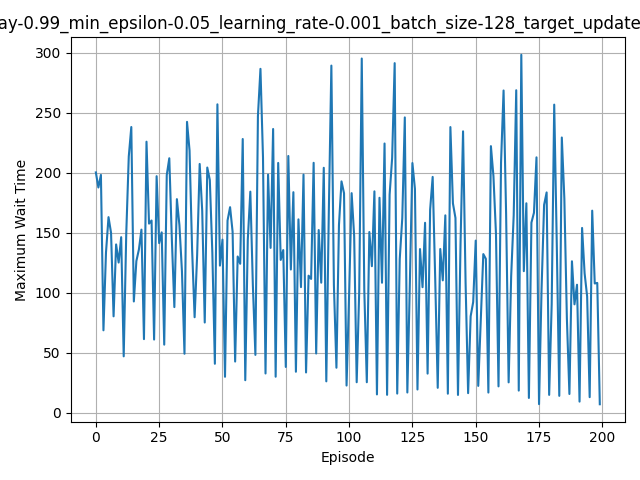 ay-0.99_min_epsilon-0.05_learning_rate-0.001_batch_size-128_target_update
300
250
200
150
100
50
0
Maximum Wait Time
0 25 50 75 100 125 150 175 200
Episode